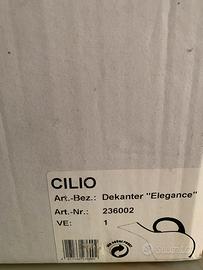 CILIO
Art.-Bez.: Dekanter "Elegance"
Art.-Nr.: 236002
VE: 1